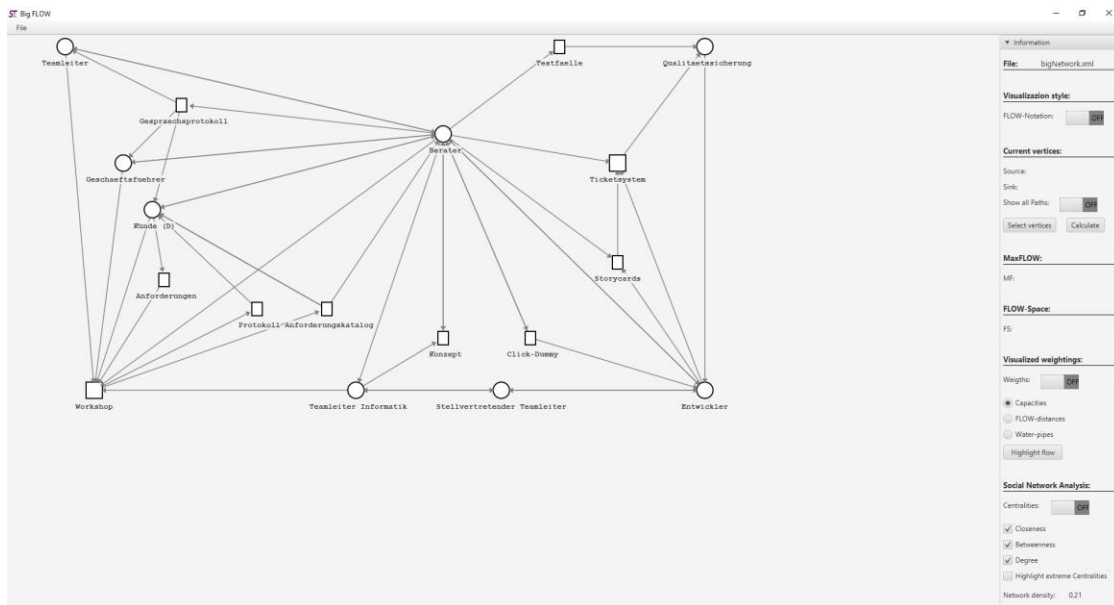 Big FLOW
File
Teamleiter
Testfaelle
Qualitaetssicherung
Gespraechsprotokoll
Berater
Geschaeftsfuehrer
Ticketsystem
Kunde (D)
Storycards
Anforderungen
Protokoll
Anforderungskatalog
Konzept
Click-Dummy
Workshop
Teamleiter Informatik
Stellvertretender Teamleiter
Entwickler
Information
File: bigNetwork.xml
Visualizazion style:
FLOW-Notation: OFF
Current vertices:
Source:
Sink:
Show all Paths: OFF
Select vertices Calculate
MaxFLOW:
MF:
FLOW-Space:
FS:
Visualized weightings:
Weigths: OFF
Capacities
FLOW-distances
Water-pipes
Highlight flow
Social Network Analysis:
Centralities: OFF
Closeness
Betweenness
Degree
Highlight extreme Centralities
Network density: 0,21